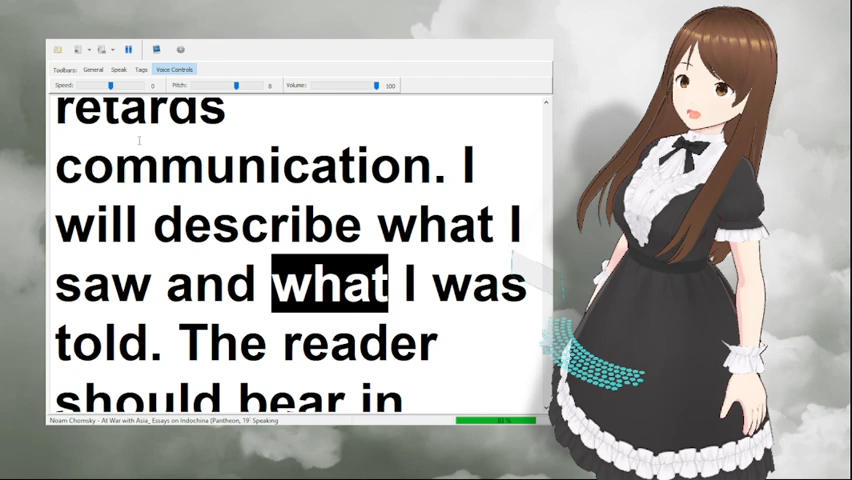 Toolbars: General Speak Tags Voice Controls
Speed: 0 Pitch: 8 Volume: 100
retards
communication. I
will describe what I
saw and what I was
told. The reader
should bear in
Noam Chomsky - At War with Asia_ Essays on Indochina (Pantheon, 19 Speaking